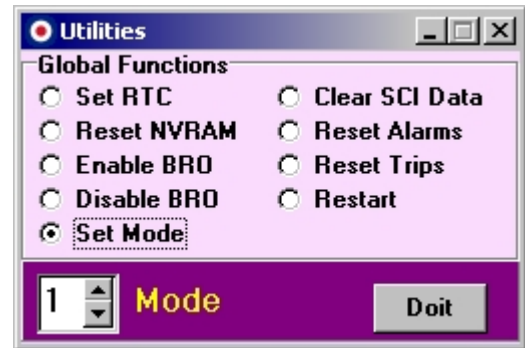 Utilities
Global Functions
Set RTC
Clear SCI Data
Reset NVRAM
Reset Alarms
Enable BRO
Reset Trips
Disable BRO
Restart
Set Mode
1 Mode
Doit